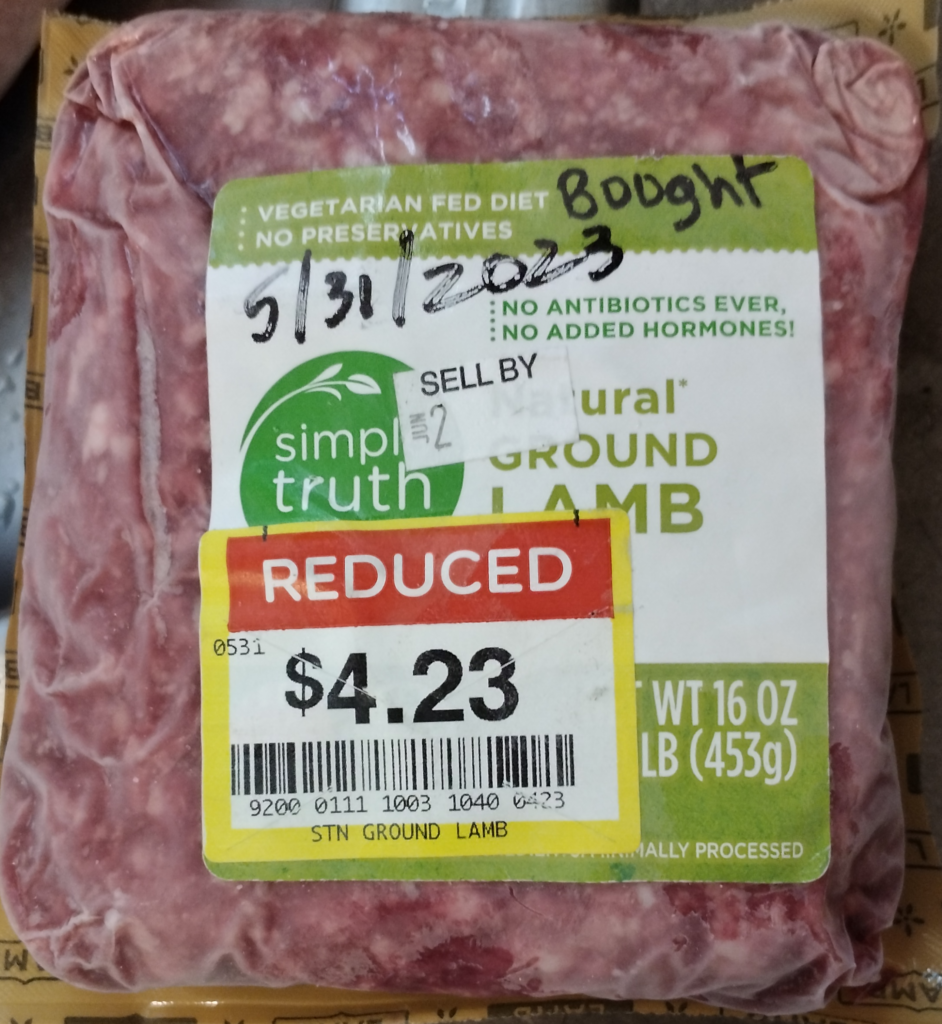 VEGETARIAN FED DIET
NO PRESERVATIVES
Bought
5/31/2023
NO ANTIBIOTICS EVER,
NO ADDED HORMONES!
SELL BY
JUN 2
simpl
truth
Natural*
GROUND
LAMB
REDUCED
0531
$4.23
9200 0111 1003 1040 0423
STN GROUND LAMB
WT 16 OZ
LB (453g)
MINIMALLY PROCESSED